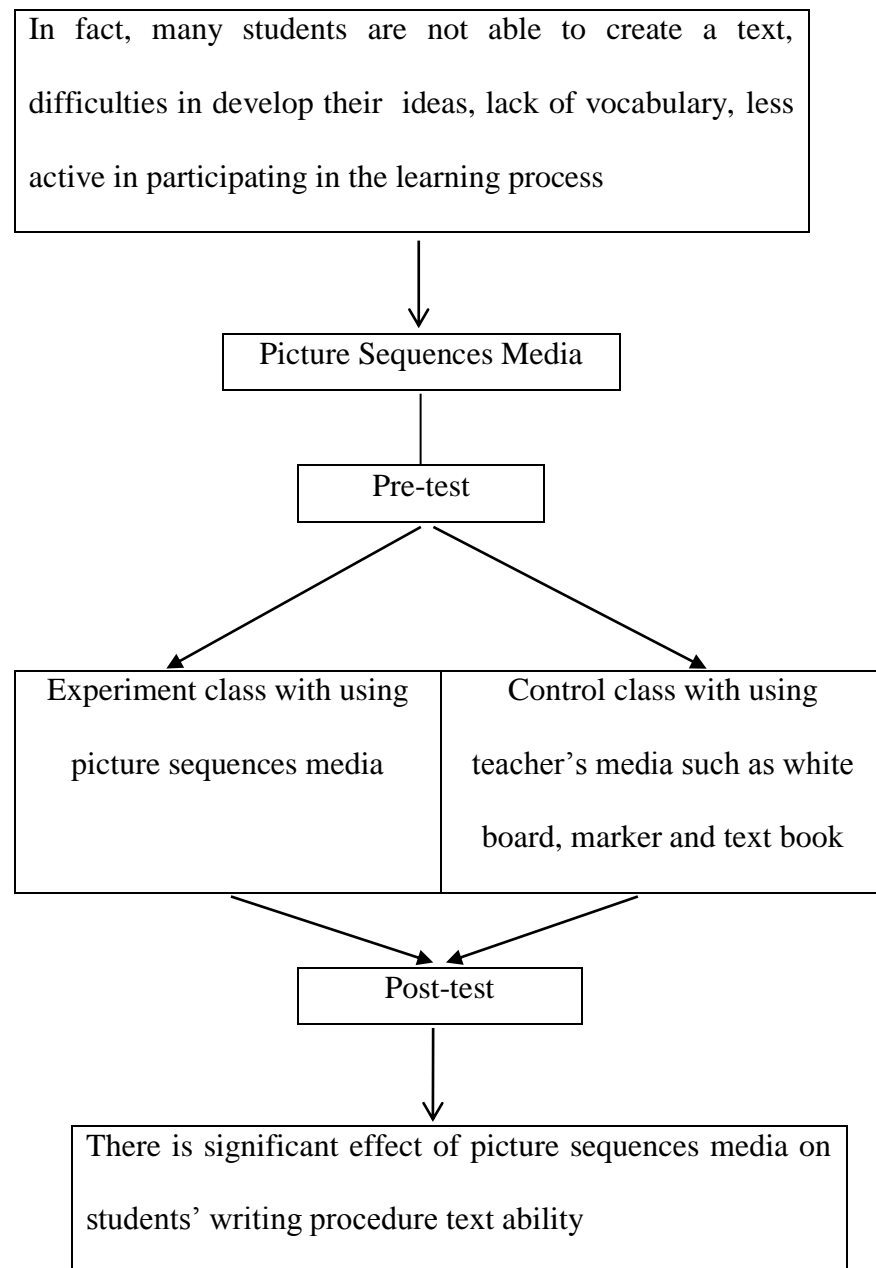 In fact, many students are not able to create a text,
difficulties in develop their ideas, lack of vocabulary, less
active in participating in the learning process
Picture Sequences Media
Pre-test
Experiment class with using
picture sequences media
Control class with using
teacher’s media such as white
board, marker and text book
Post-test
There is significant effect of picture sequences media on
students’ writing procedure text ability